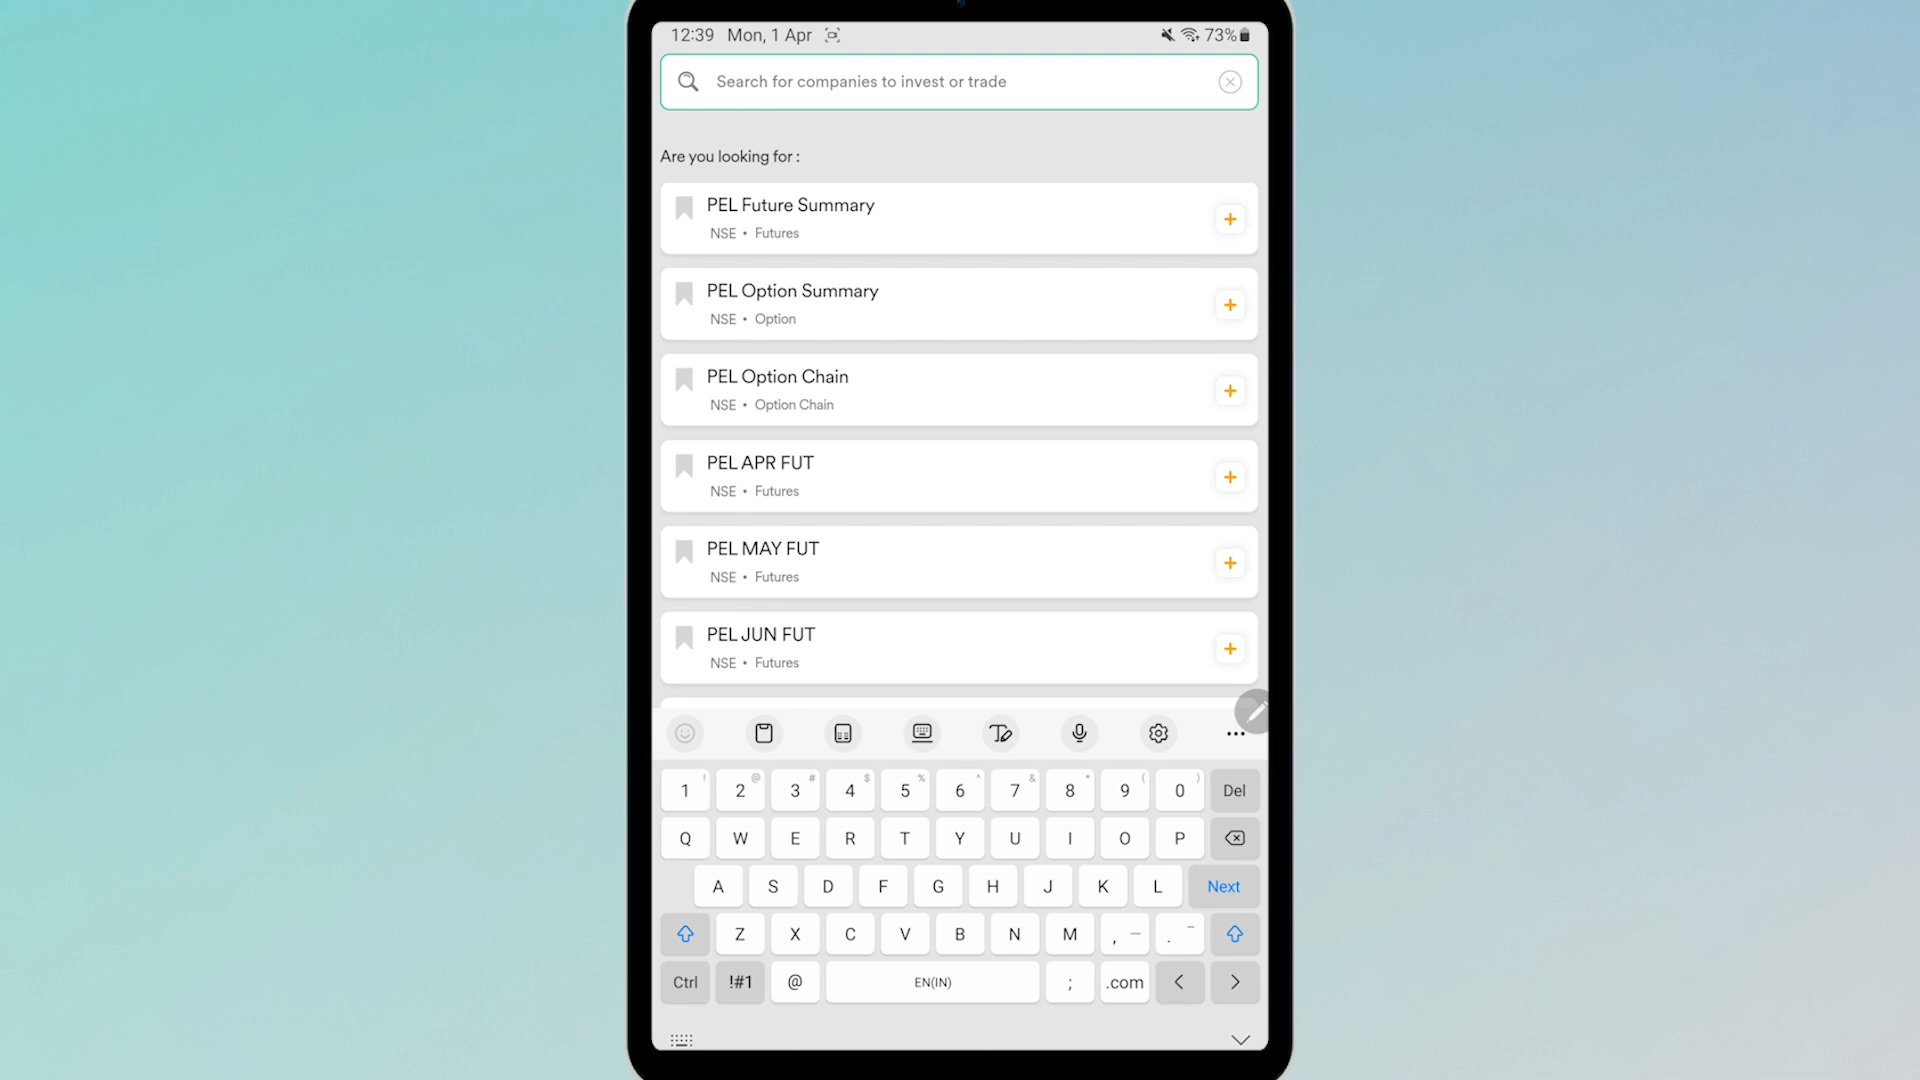 12:39 Mon, 1 Apr 73%
Search for companies to invest or trade
Are you looking for :
PEL Future Summary
NSE • Futures
PEL Option Summary
NSE • Option
PEL Option Chain
NSE • Option Chain
PEL APR FUT
NSE • Futures
PEL MAY FUT
NSE • Futures
PEL JUN FUT
NSE • Futures
1 ! 2 @ 3 # 4 $ 5 % 6 ^ 7 & 8 * 9 ( 0 ) Del
Q W E R T Y U I O P
A S D F G H J K L Next
Z X C V B N M , .
Ctrl !#1 @ EN(IN) ; .com < >